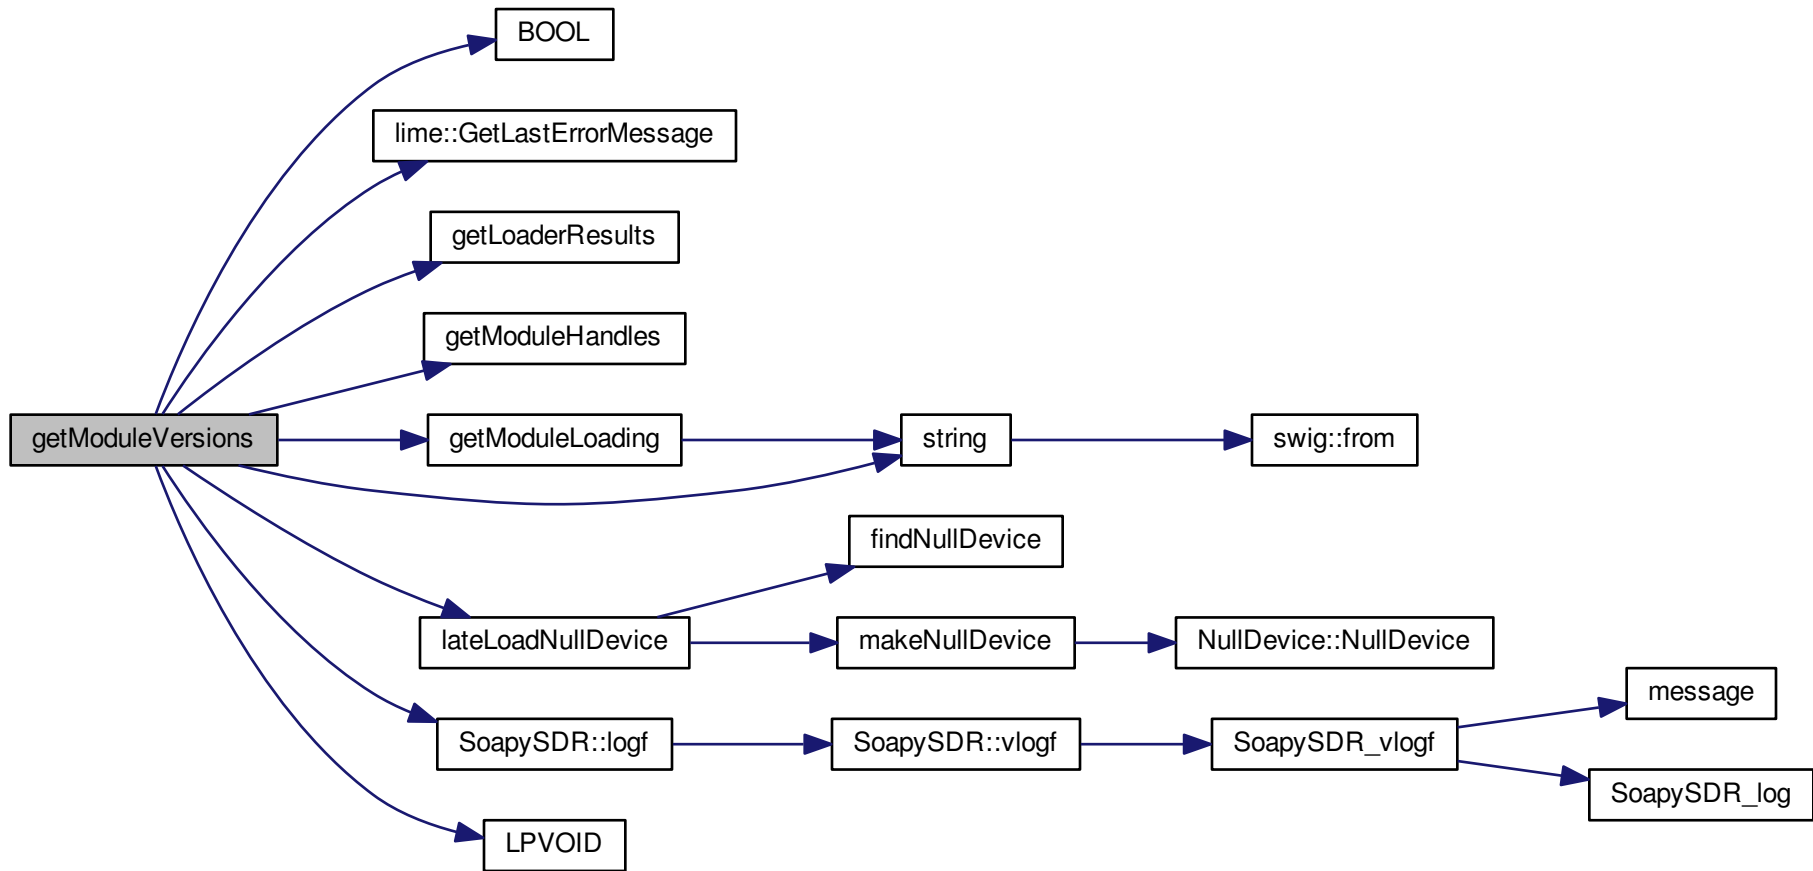 BOOL
lime::GetLastErrorMessage
getLoaderResults
getModuleHandles
getModuleVersions
getModuleLoading
string
swig::from
findNullDevice
lateLoadNullDevice
makeNullDevice
NullDevice::NullDevice
message
SoapySDR::logf
SoapySDR::vlogf
SoapySDR_vlogf
SoapySDR_log
LPVOID